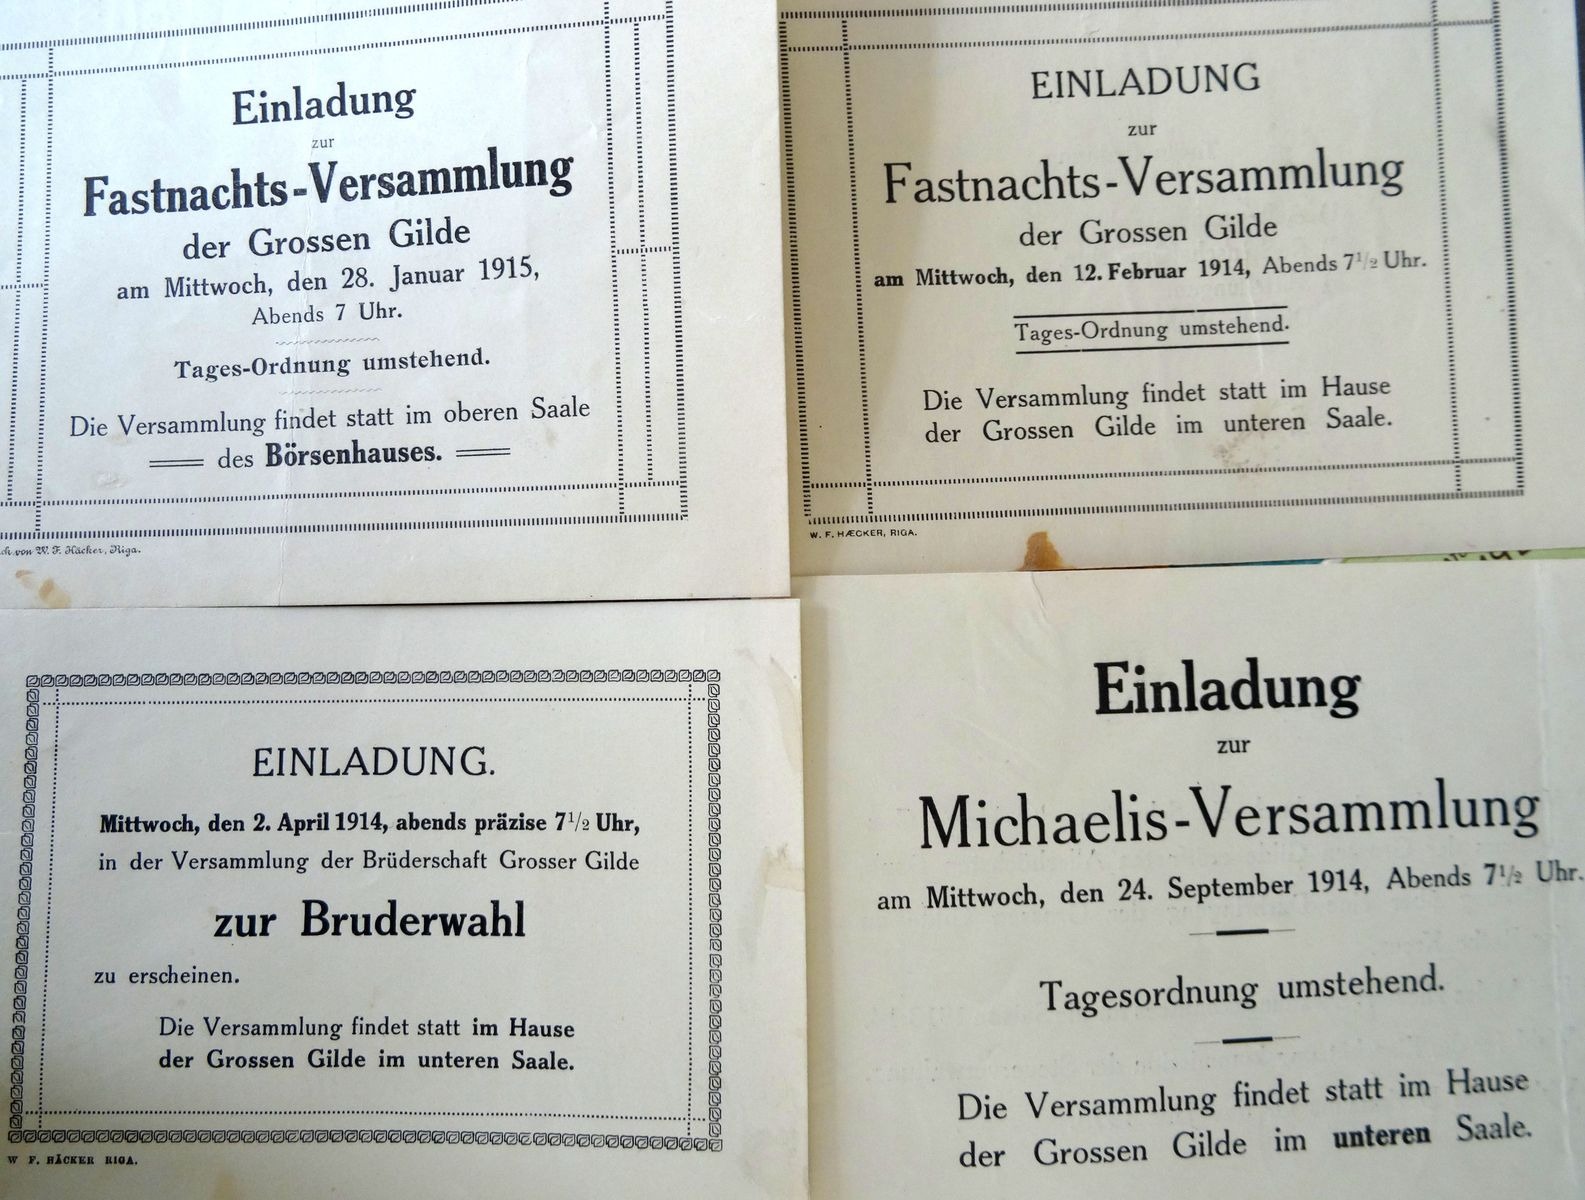 Einladung
zur
Fastnachts-Versammlung
der Grossen Gilde
am Mittwoch, den 28. Januar 1915,
Abends 7 Uhr.
Tages-Ordnung umstehend.
Die Versammlung findet statt im oberen Saale
des Börsenhauses.
von W. F. Häcker, Riga.
EINLADUNG
zur
Fastnachts-Versammlung
der Grossen Gilde
am Mittwoch, den 12. Februar 1914, Abends 7½ Uhr.
Tages-Ordnung umstehend.
Die Versammlung findet statt im Hause
der Grossen Gilde im unteren Saale.
W. F. HÆCKER, RIGA.
EINLADUNG.
Mittwoch, den 2. April 1914, abends präzise 7½ Uhr,
in der Versammlung der Brüderschaft Grosser Gilde
zur Bruderwahl
zu erscheinen.
Die Versammlung findet statt im Hause
der Grossen Gilde im unteren Saale.
W F. HÄCKER RIGA.
Einladung
zur
Michaelis-Versammlung
am Mittwoch, den 24. September 1914, Abends 7½ Uhr.
Tagesordnung umstehend.
Die Versammlung findet statt im Hause
der Grossen Gilde im unteren Saale.